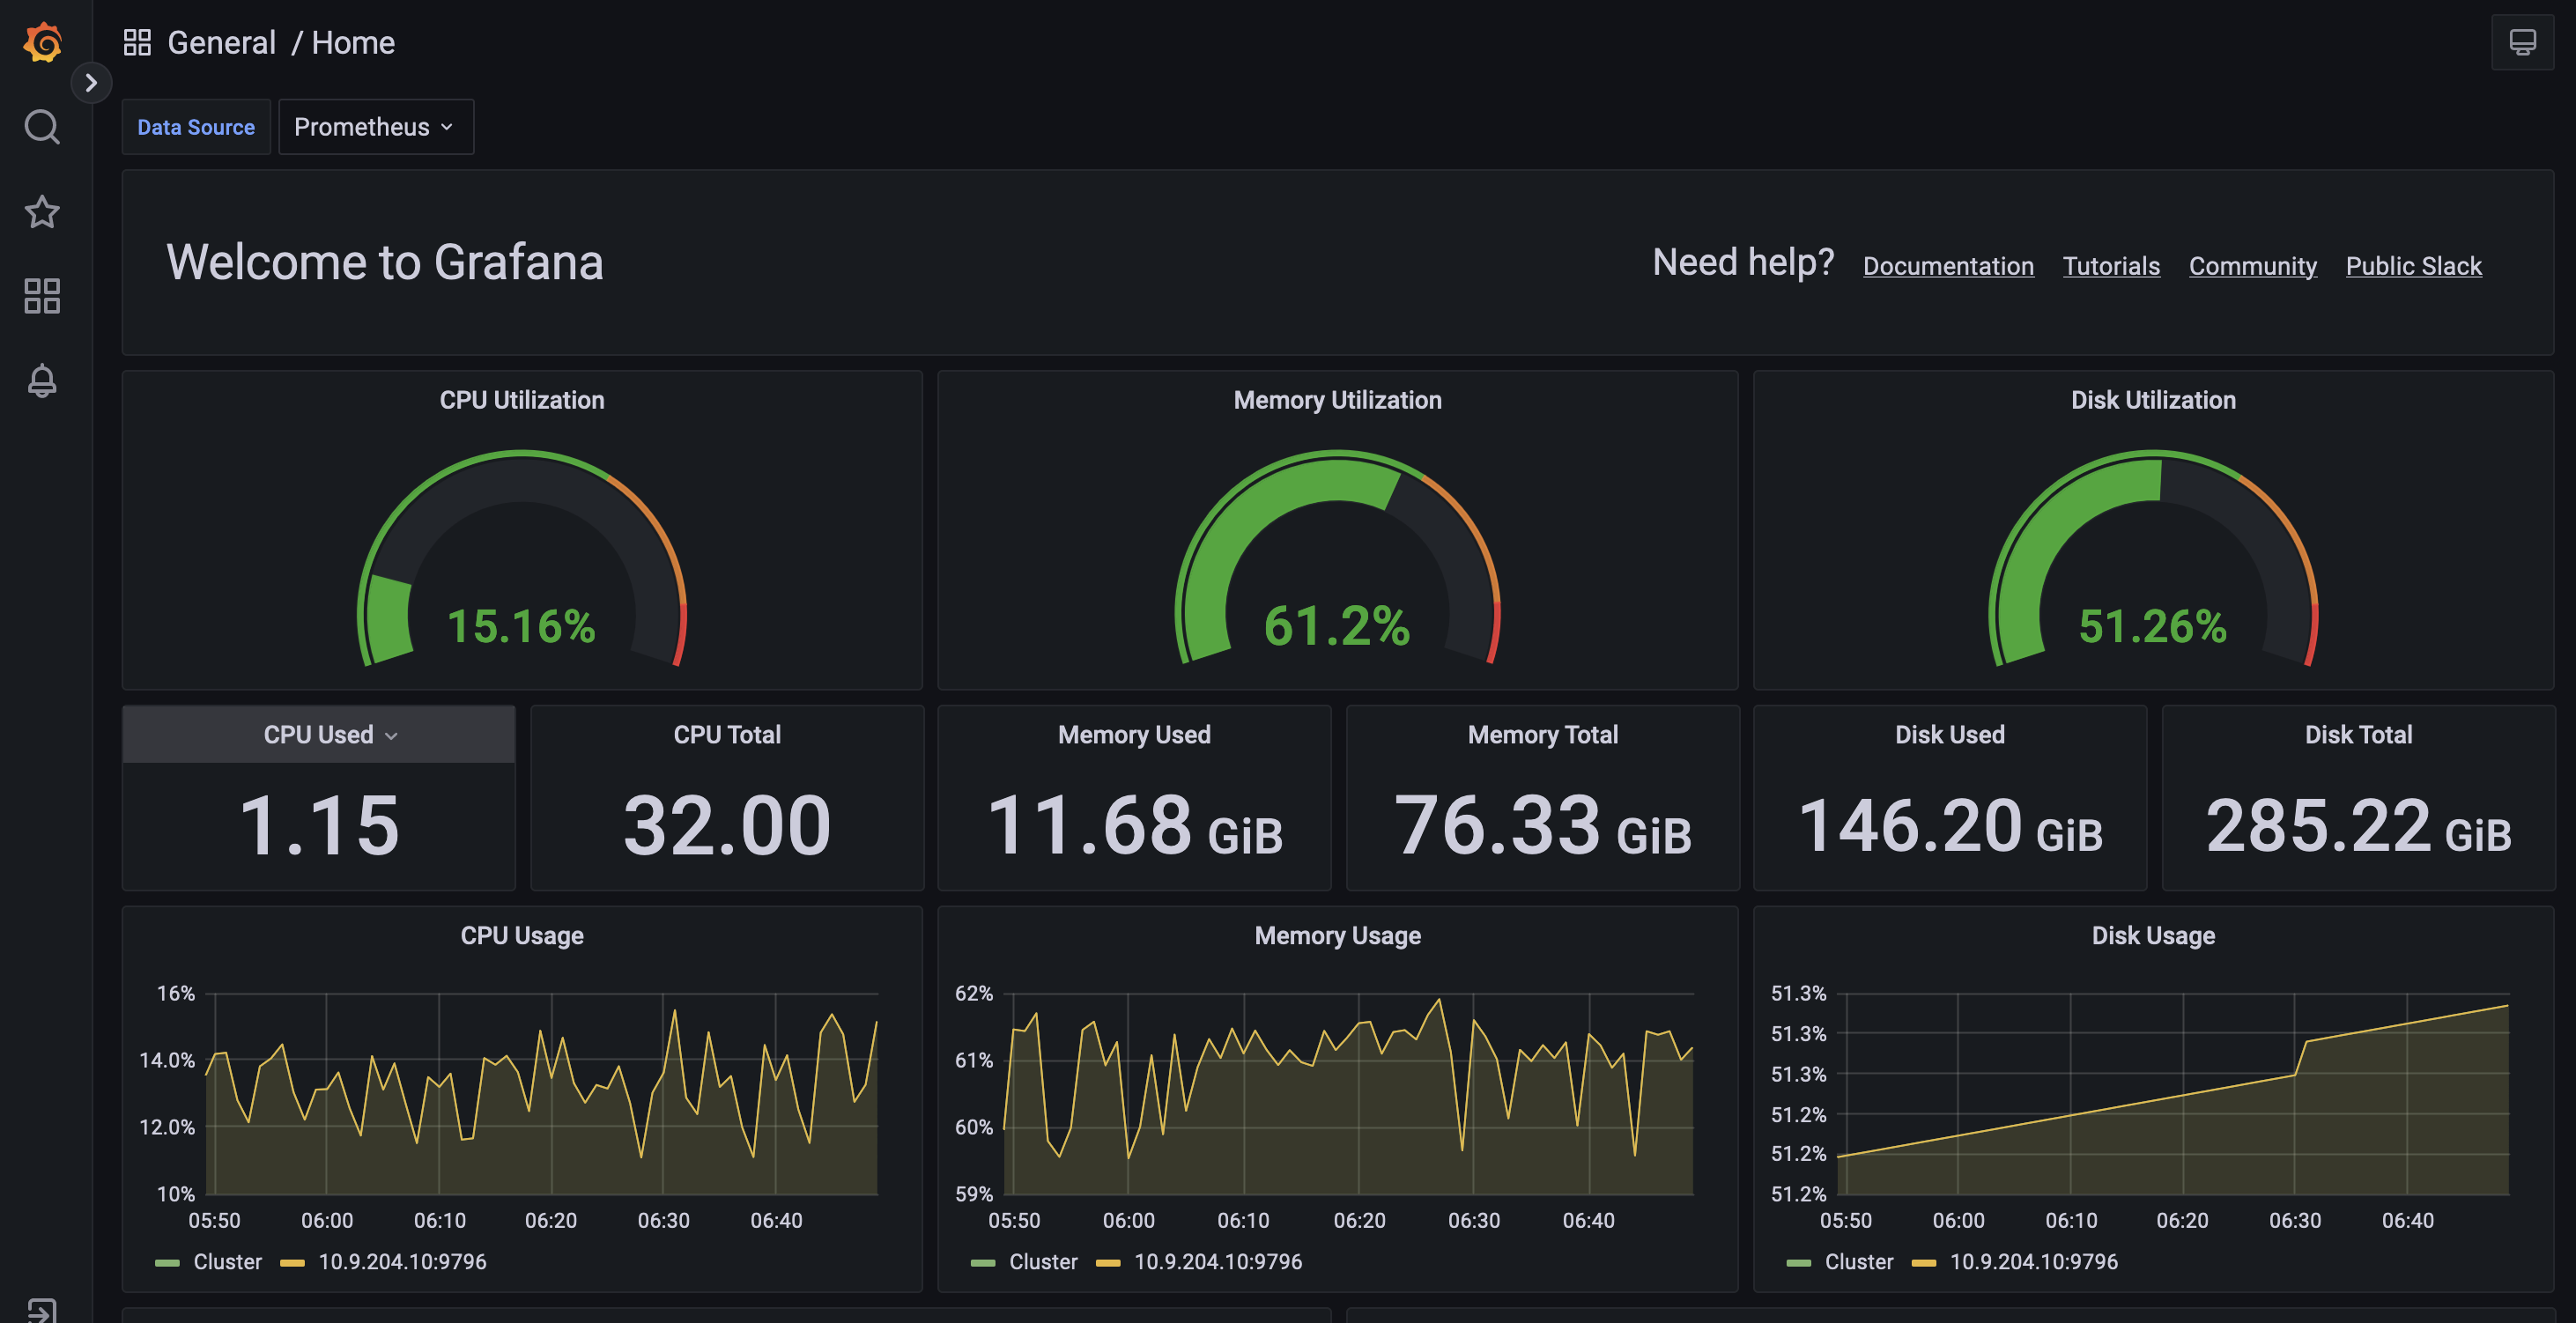 General / Home
Data Source Prometheus
Welcome to Grafana
Need help? Documentation Tutorials Community Public Slack
CPU Utilization
15.16%
Memory Utilization
61.2%
Disk Utilization
51.26%
CPU Used
1.15
CPU Total
32.00
Memory Used
11.68 GiB
Memory Total
76.33 GiB
Disk Used
146.20 GiB
Disk Total
285.22 GiB
CPU Usage
16%
14.0%
12.0%
10%
05:50 06:00 06:10 06:20 06:30 06:40
Cluster 10.9.204.10:9796
Memory Usage
62%
61%
60%
59%
05:50 06:00 06:10 06:20 06:30 06:40
Cluster 10.9.204.10:9796
Disk Usage
51.3%
51.3%
51.3%
51.2%
51.2%
51.2%
05:50 06:00 06:10 06:20 06:30 06:40
Cluster 10.9.204.10:9796